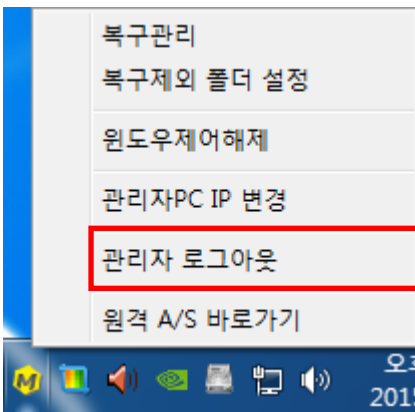 복구관리
복구제외 폴더 설정
윈도우제어해제
관리자PC IP 변경
관리자 로그아웃
원격 A/S 바로가기
M